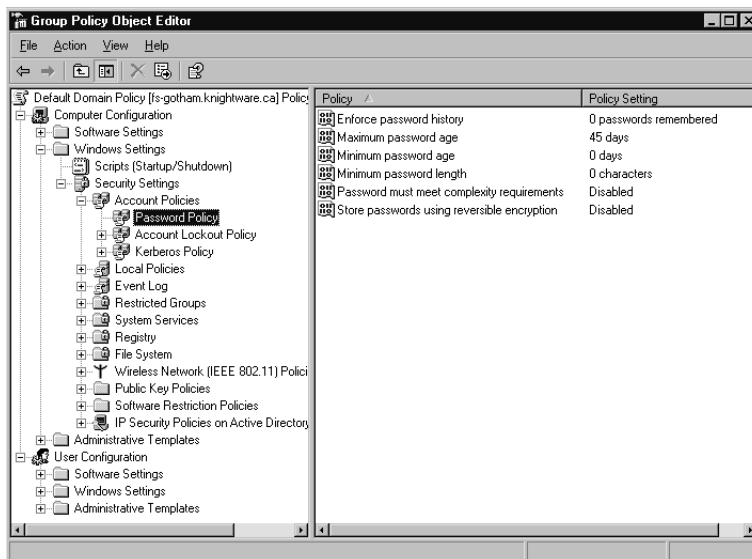 Group Policy Object Editor
File Action View Help
Default Domain Policy [fs-gotham.knightware.ca] Policy
Computer Configuration
Software Settings
Windows Settings
Scripts (Startup/Shutdown)
Security Settings
Account Policies
Password Policy
Account Lockout Policy
Kerberos Policy
Local Policies
Event Log
Restricted Groups
System Services
Registry
File System
Wireless Network (IEEE 802.11) Polici
Public Key Policies
Software Restriction Policies
IP Security Policies on Active Directory
Administrative Templates
User Configuration
Software Settings
Windows Settings
Administrative Templates
Policy Policy Setting
Enforce password history 0 passwords remembered
Maximum password age 45 days
Minimum password age 0 days
Minimum password length 0 characters
Password must meet complexity requirements Disabled
Store passwords using reversible encryption Disabled